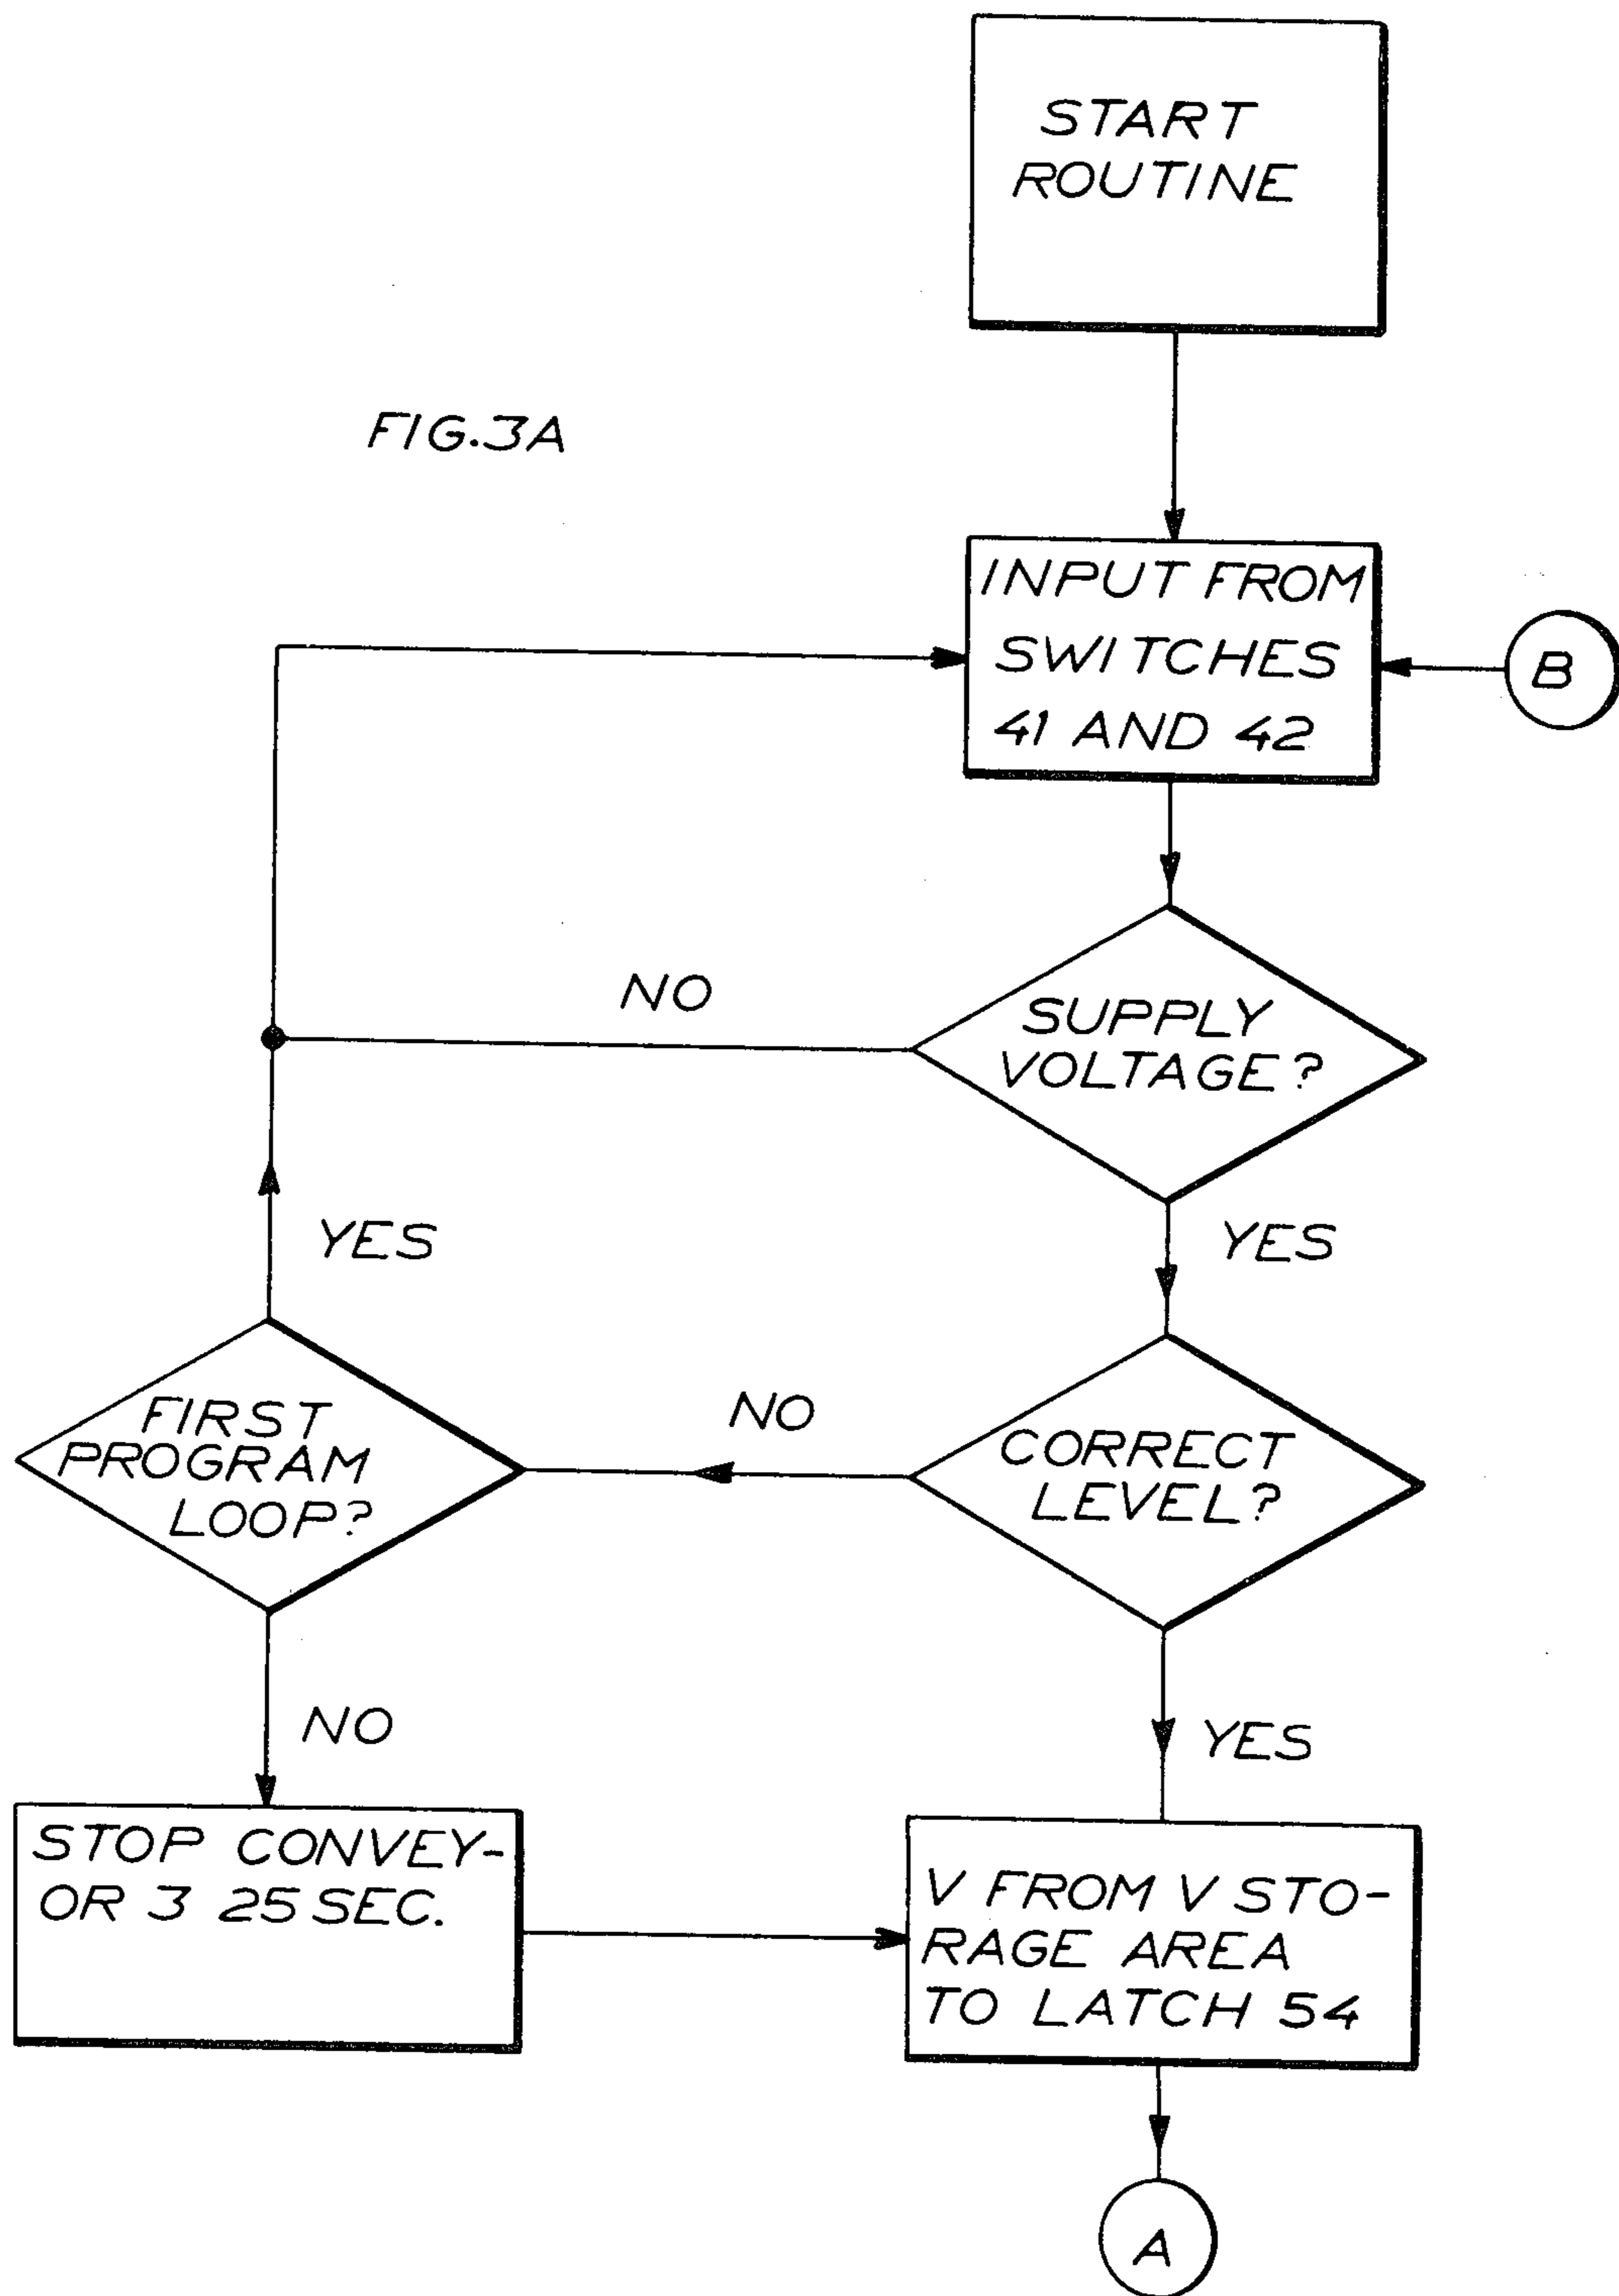 START
ROUTINE
FIG.3A
INPUT FROM
SWITCHES
41 AND 42
B
NO
SUPPLY
VOLTAGE?
YES
YES
FIRST
PROGRAM
LOOP?
NO
CORRECT
LEVEL?
NO
YES
STOP CONVEY-
OR 3 25 SEC.
V FROM V STO-
RAGE AREA
TO LATCH 54
A